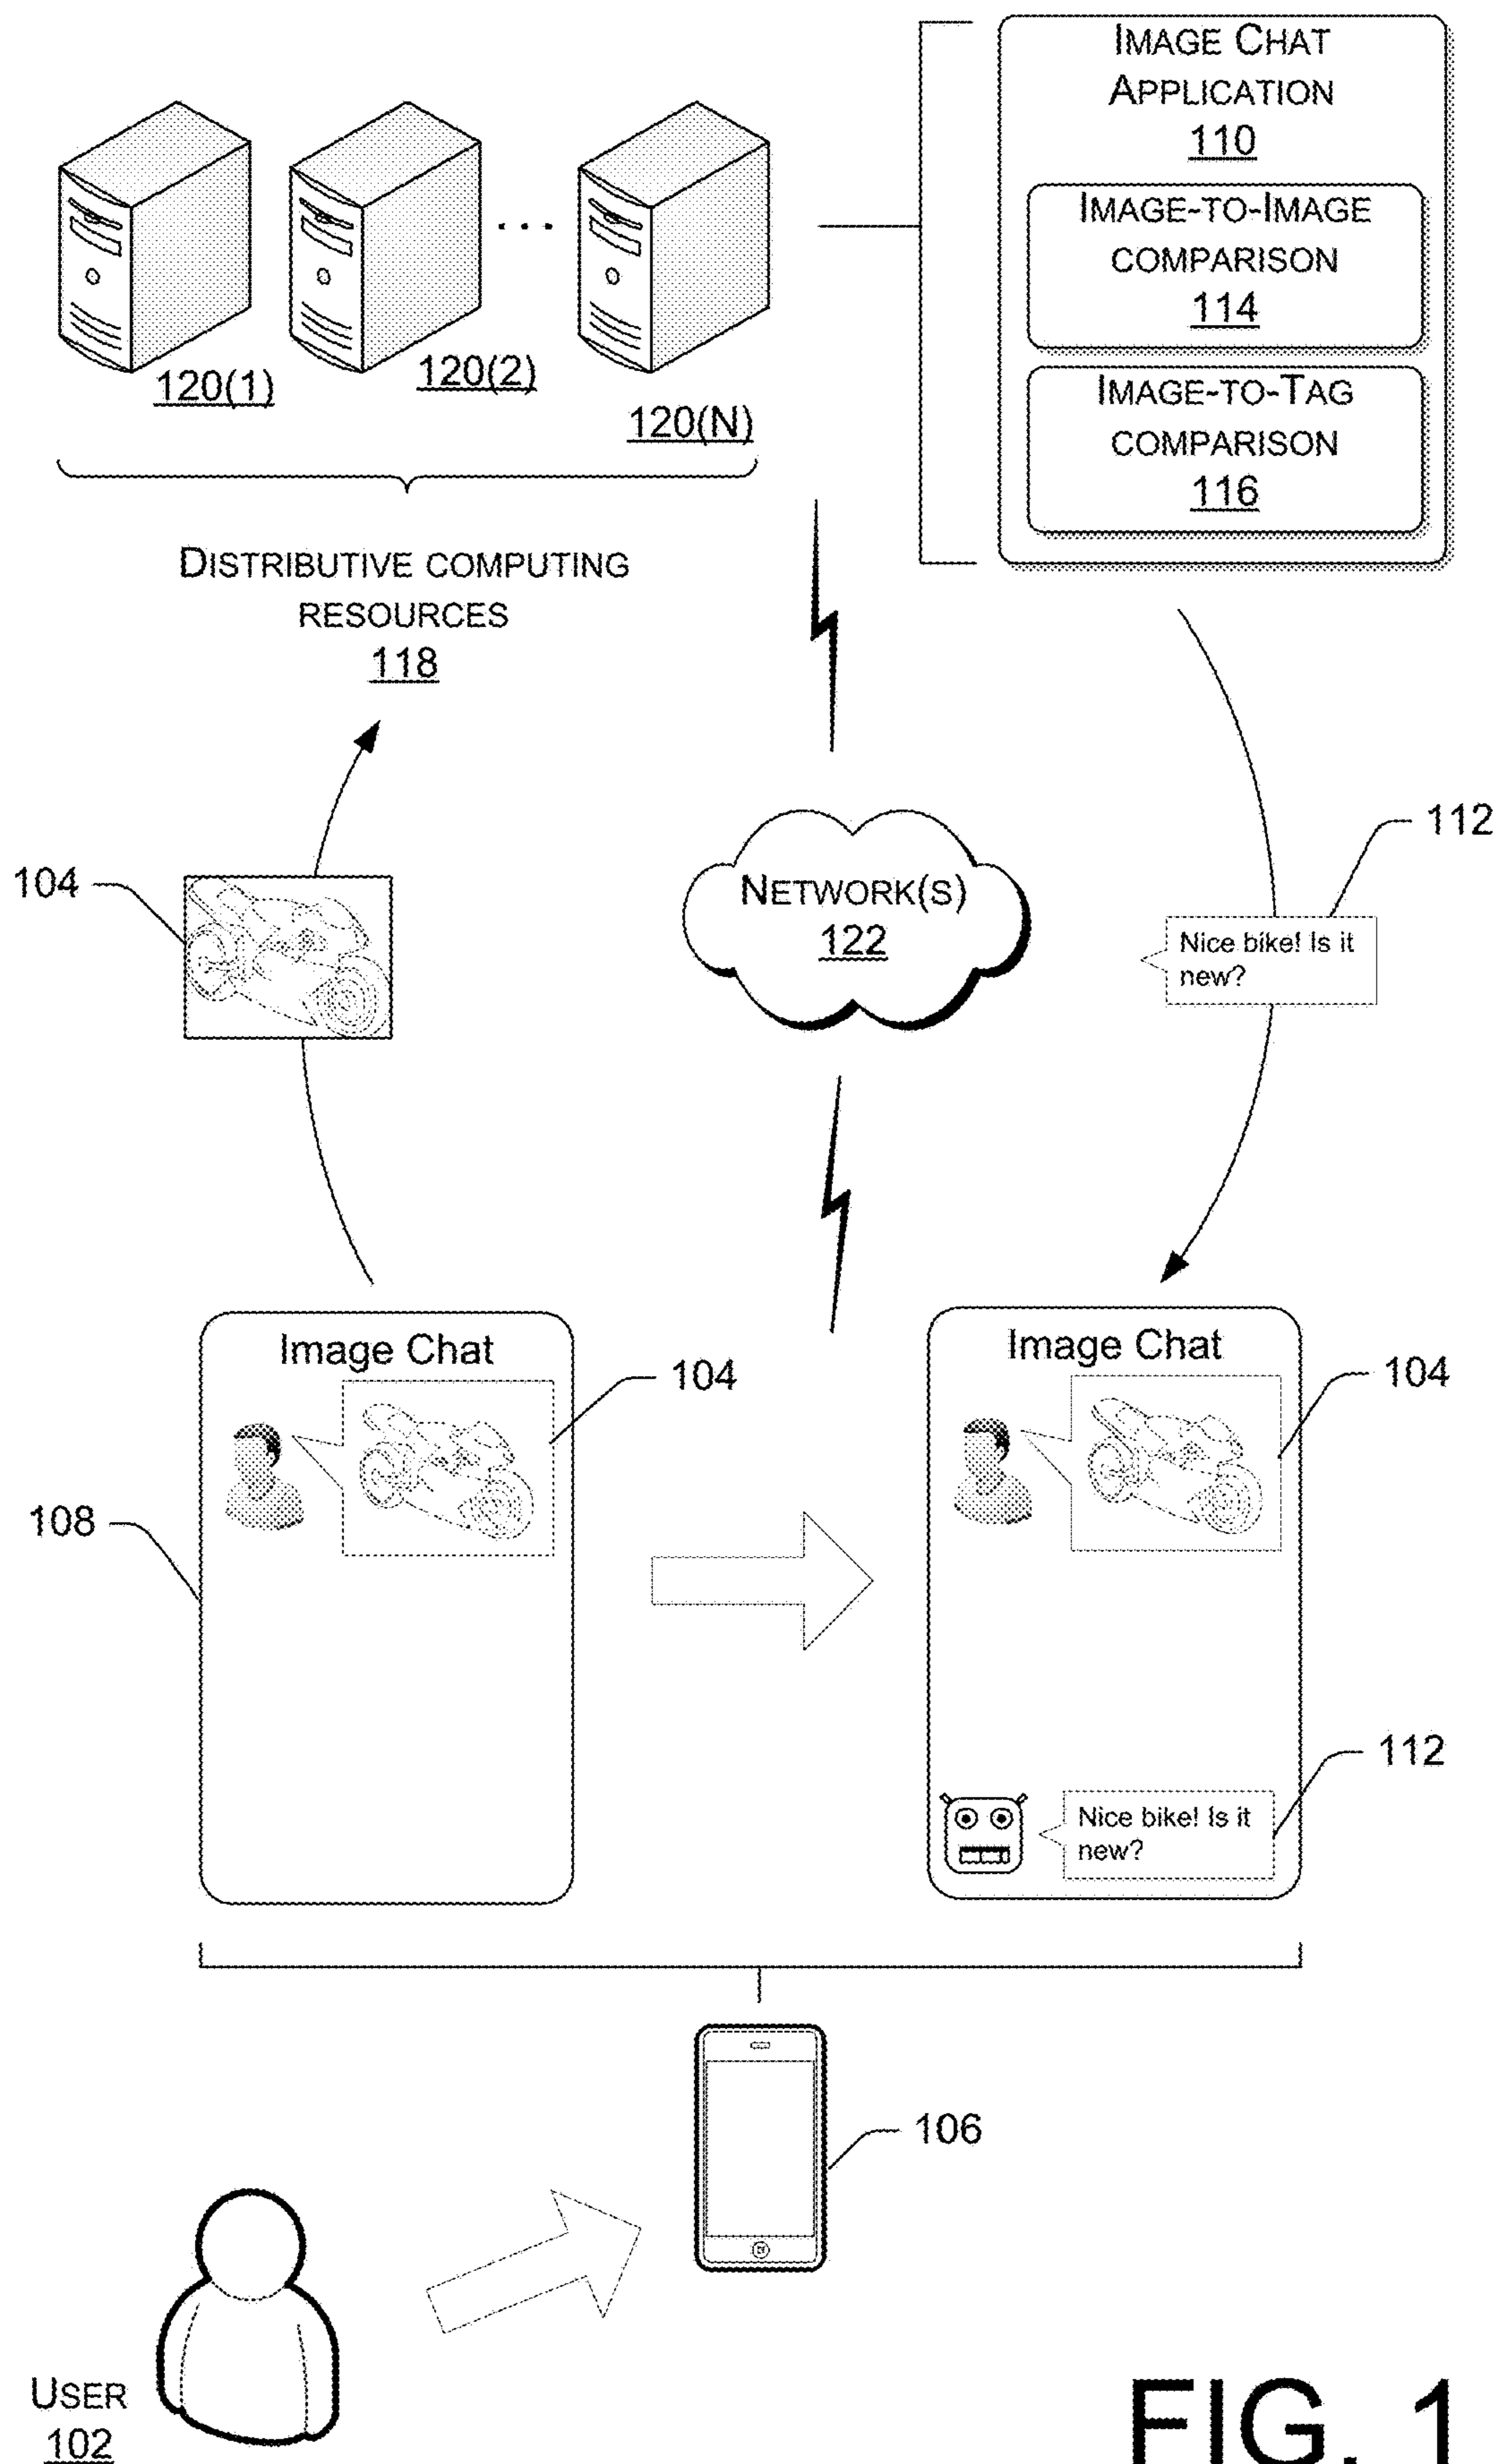 IMAGE CHAT
APPLICATION
110
IMAGE-TO-IMAGE
COMPARISON
114
IMAGE-TO-TAG
COMPARISON
116
120(1)
120(2)
...
120(N)
DISTRIBUTIVE COMPUTING
RESOURCES
118
104
NETWORK(S)
122
112
Nice bike! Is it
new?
Image Chat
104
108
Image Chat
104
112
Nice bike! Is it
new?
106
USER
102
FIG. 1